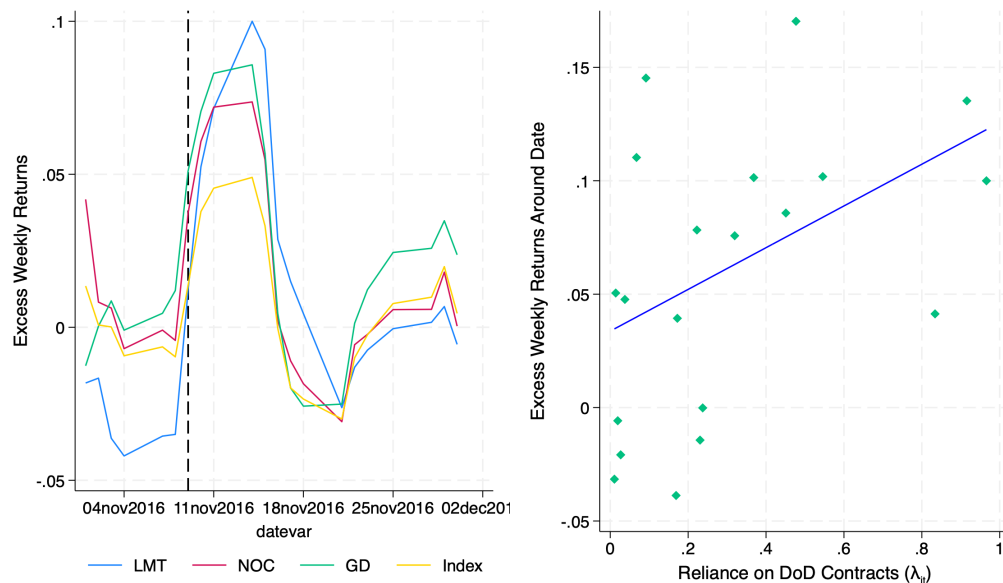 .1
.05
0
-.05
Excess Weekly Returns
04nov2016 11nov2016 18nov2016 25nov2016 02dec201
datevar
LMT NOC GD Index
.15
.1
.05
0
-.05
Excess Weekly Returns Around Date
0 .2 .4 .6 .8 1
Reliance on DoD Contracts (λ